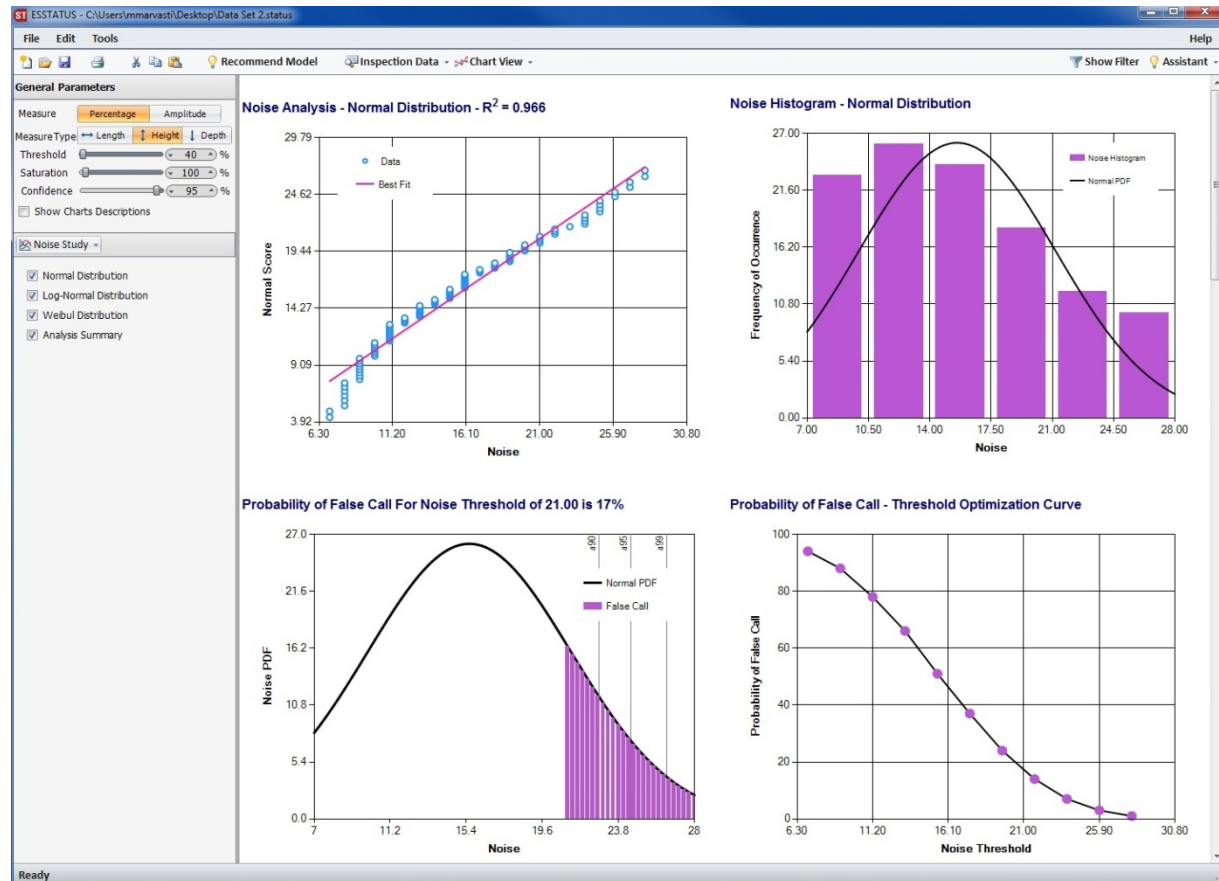 ST ESSTATUS - C:\Users\mmarvasti\Desktop\Data Set 2.status
File Edit Tools Help
Recommend Model Inspection Data Chart View Show Filter Assistant
General Parameters
Measure Percentage Amplitude
MeasureType Length Height Depth
Threshold 40 %
Saturation 100 %
Confidence 95 %
Show Charts Descriptions
Noise Study
Normal Distribution
Log-Normal Distribution
Weibul Distribution
Analysis Summary
Noise Analysis - Normal Distribution - R² = 0.966
Data
Best Fit
Normal Score
29.79
24.62
19.44
14.27
9.09
3.92
6.30 11.20 16.10 21.00 25.90 30.80
Noise
Noise Histogram - Normal Distribution
Noise Histogram
Normal PDF
Frequency of Occurrence
27.00
21.60
16.20
10.80
5.40
0.00
7.00 10.50 14.00 17.50 21.00 24.50 28.00
Noise
Probability of False Call For Noise Threshold of 21.00 is 17%
a90 a95 a99
Normal PDF
False Call
Noise PDF
27.0
21.6
16.2
10.8
5.4
0.0
7 11.2 15.4 19.6 23.8 28
Noise
Probability of False Call - Threshold Optimization Curve
Probability of False Call
100
80
60
40
20
0
6.30 11.20 16.10 21.00 25.90 30.80
Noise Threshold
Ready